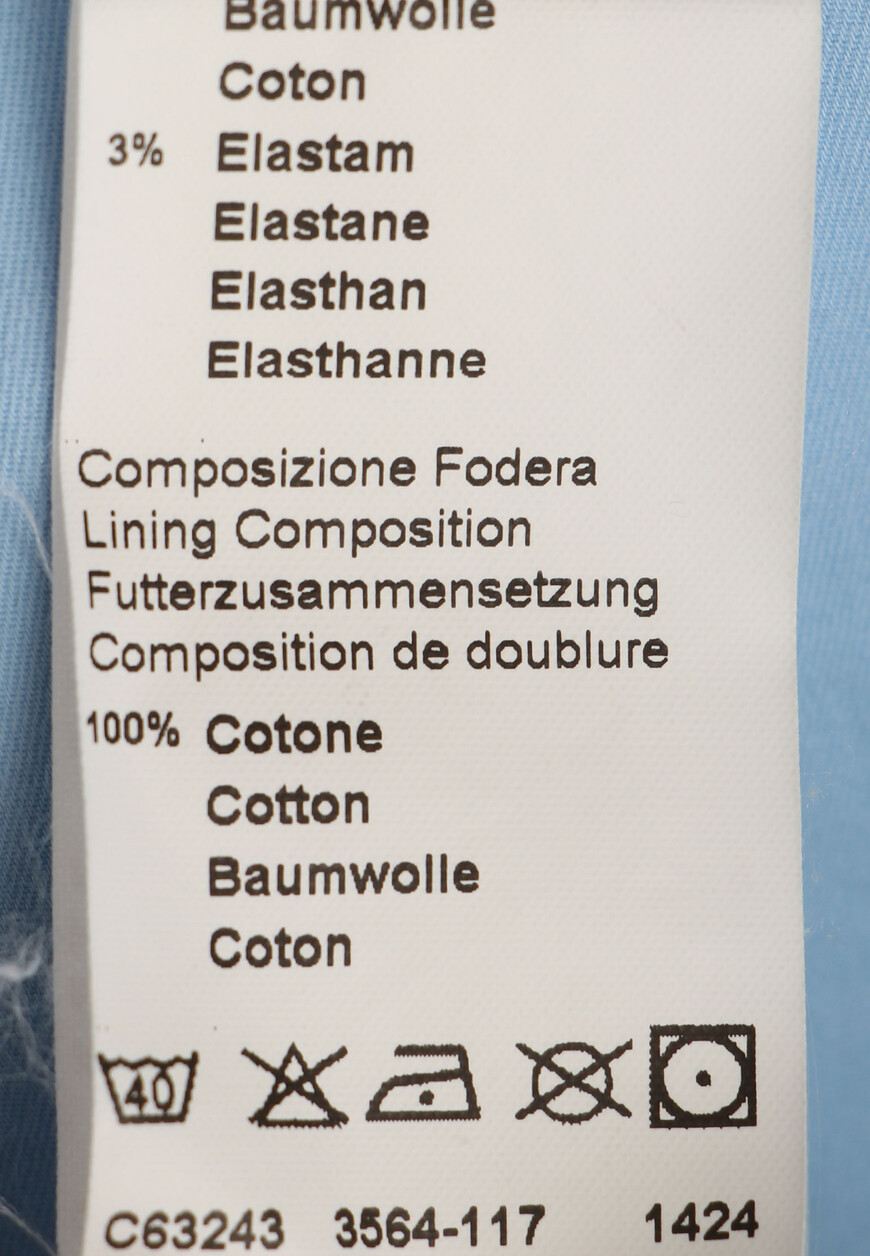 Baumwolle
Coton
3% Elastam
Elastane
Elasthan
Elasthanne
Composizione Fodera
Lining Composition
Futterzusammensetzung
Composition de doublure
100% Cotone
Cotton
Baumwolle
Coton
40
C63243 3564-117 1424